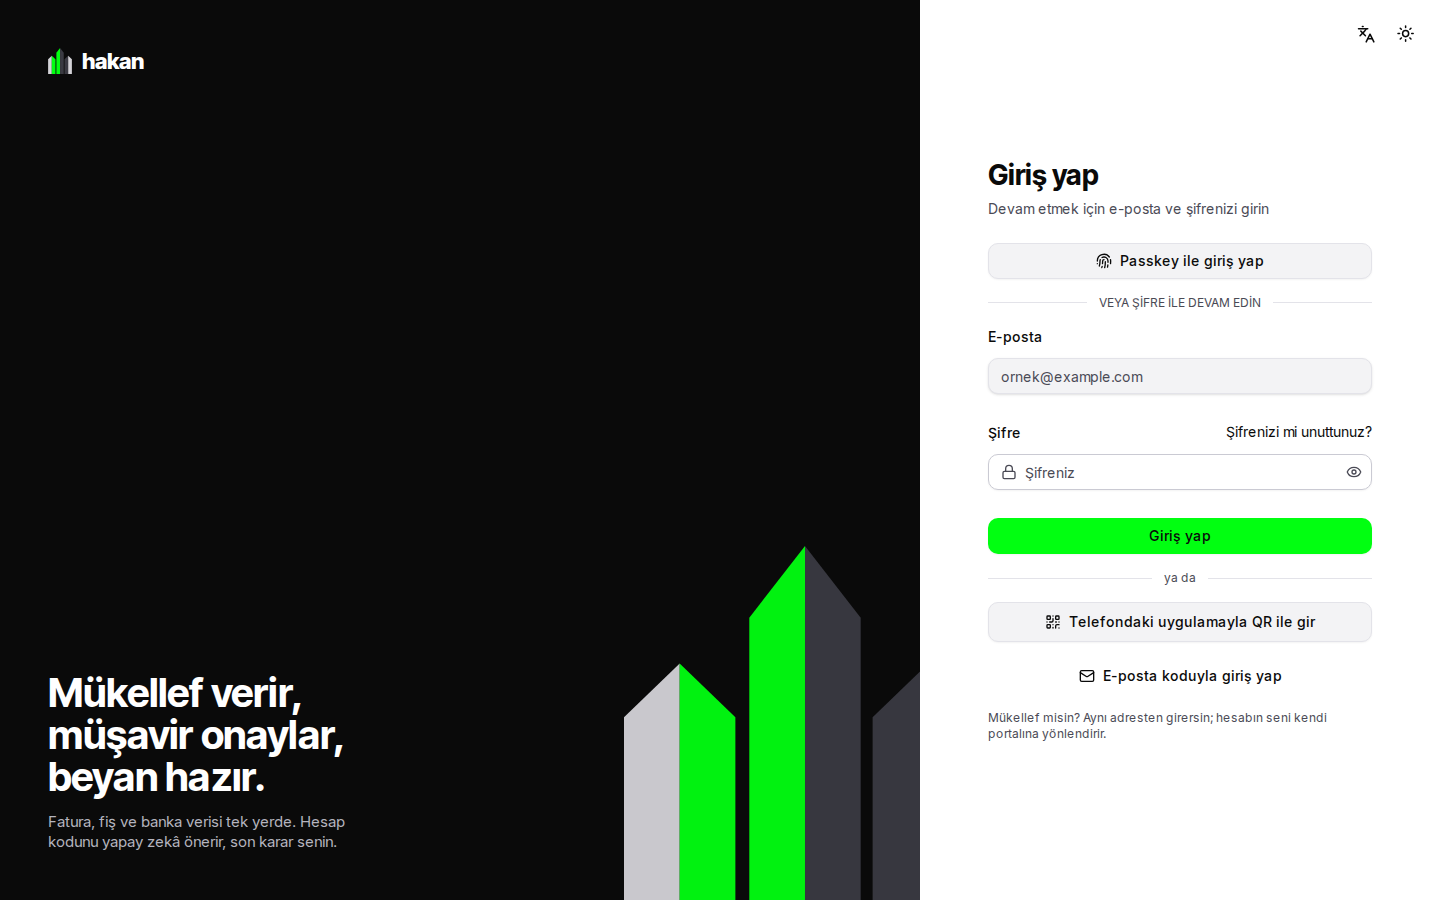 hakan
Mükellef verir,
müşavir onaylar,
beyan hazır.
Fatura, fiş ve banka verisi tek yerde. Hesap
kodunu yapay zekâ önerir, son karar senin.
Giriş yap
Devam etmek için e-posta ve şifrenizi girin
Passkey ile giriş yap
VEYA ŞİFRE İLE DEVAM EDİN
E-posta
ornek@example.com
Şifre
Şifrenizi mi unuttunuz?
Şifreniz
Giriş yap
ya da
Telefondaki uygulamayla QR ile gir
E-posta koduyla giriş yap
Mükellef misin? Aynı adresten girersin; hesabın seni kendi
portalına yönlendirir.